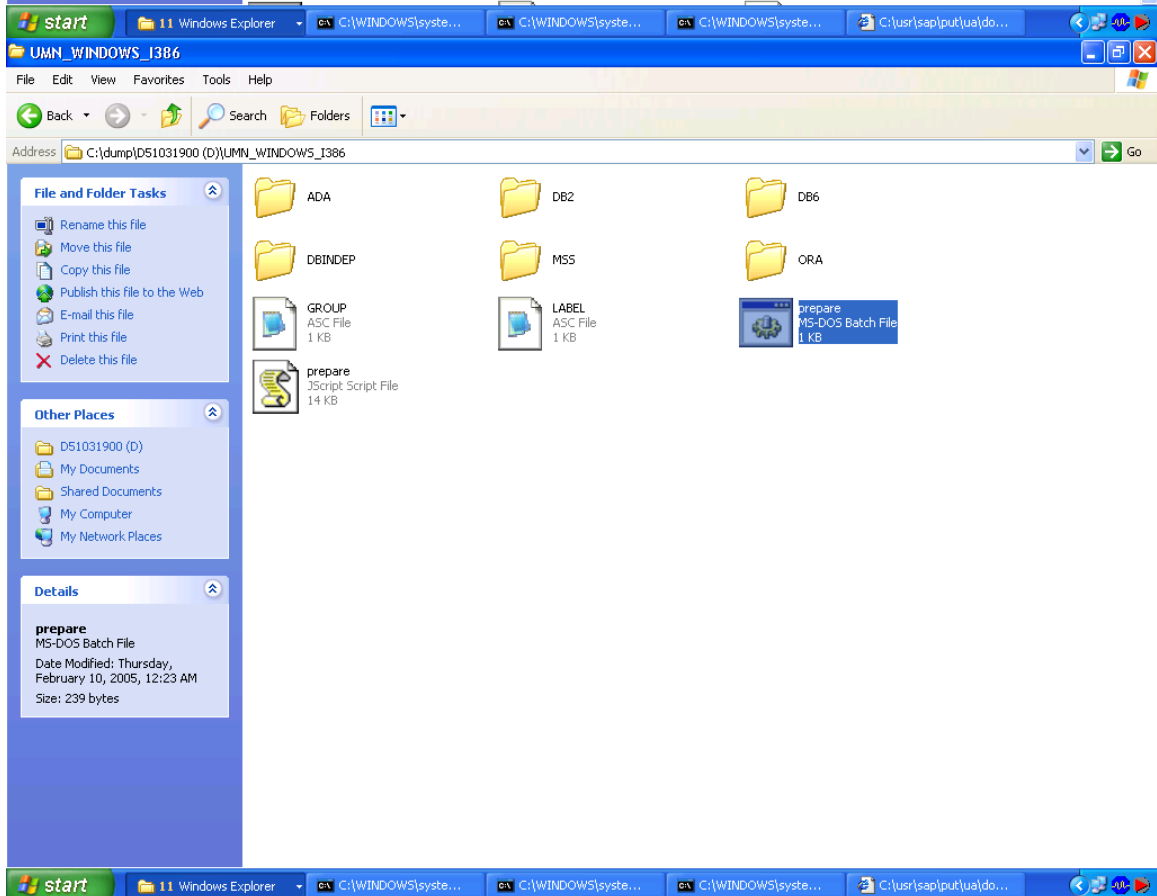 start
11 Windows Explorer
C:\WINDOWS\syste...
C:\WINDOWS\syste...
C:\WINDOWS\syste...
C:\usr\sap\put\ua\do...
UMN_WINDOWS_I386
File Edit View Favorites Tools Help
Back Search Folders
Address C:\dump\D51031900 (D)\UMN_WINDOWS_I386 Go
File and Folder Tasks
Rename this file
Move this file
Copy this file
Publish this file to the Web
E-mail this file
Print this file
Delete this file
Other Places
D51031900 (D)
My Documents
Shared Documents
My Computer
My Network Places
Details
prepare
MS-DOS Batch File
Date Modified: Thursday,
February 10, 2005, 12:23 AM
Size: 239 bytes
ADA
DB2
DB6
DBINDEP
MSS
ORA
GROUP
ASC File
1 KB
LABEL
ASC File
1 KB
prepare
MS-DOS Batch File
1 KB
prepare
JScript Script File
14 KB
start
11 Windows Explorer
C:\WINDOWS\syste...
C:\WINDOWS\syste...
C:\WINDOWS\syste...
C:\usr\sap\put\ua\do...